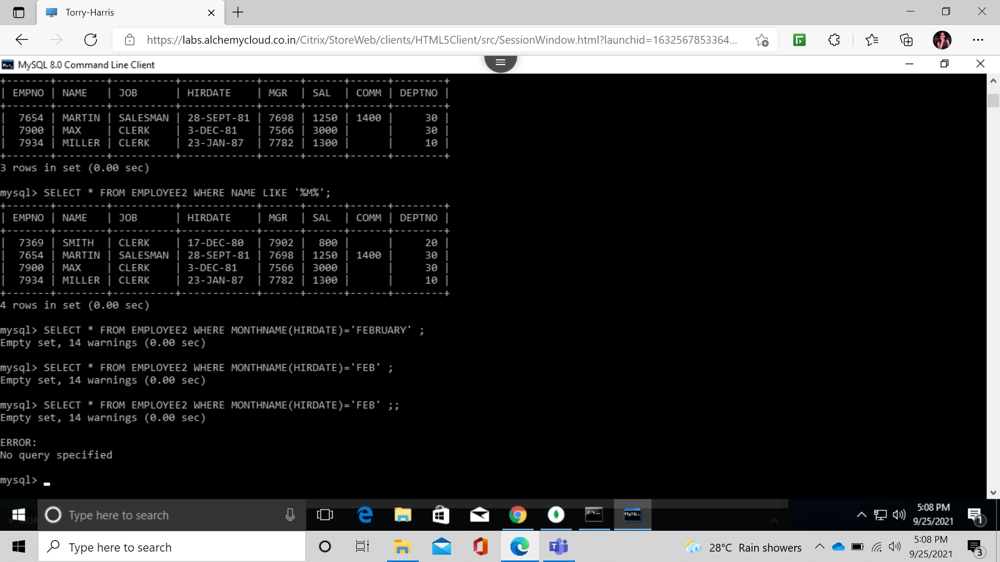 Torry-Harris
https://labs.alchemycloud.co.in/Citrix/StoreWeb/clients/HTML5Client/src/SessionWindow.html?launchid=1632567853364...
MySQL 8.0 Command Line Client
+-------+--------+----------+------------+------+------+------+--------+
| EMPNO | NAME   | JOB      | HIRDATE    | MGR  | SAL  | COMM | DEPTNO |
+-------+--------+----------+------------+------+------+------+--------+
|  7654 | MARTIN | SALESMAN | 28-SEPT-81 | 7698 | 1250 | 1400 |     30 |
|  7900 | MAX    | CLERK    | 3-DEC-81   | 7566 | 3000 |      |     30 |
|  7934 | MILLER | CLERK    | 23-JAN-87  | 7782 | 1300 |      |     10 |
+-------+--------+----------+------------+------+------+------+--------+
3 rows in set (0.00 sec)
mysql> SELECT * FROM EMPLOYEE2 WHERE NAME LIKE '%M%';
+-------+--------+----------+------------+------+------+------+--------+
| EMPNO | NAME   | JOB      | HIRDATE    | MGR  | SAL  | COMM | DEPTNO |
+-------+--------+----------+------------+------+------+------+--------+
|  7369 | SMITH  | CLERK    | 17-DEC-80  | 7902 |  800 |      |     20 |
|  7654 | MARTIN | SALESMAN | 28-SEPT-81 | 7698 | 1250 | 1400 |     30 |
|  7900 | MAX    | CLERK    | 3-DEC-81   | 7566 | 3000 |      |     30 |
|  7934 | MILLER | CLERK    | 23-JAN-87  | 7782 | 1300 |      |     10 |
+-------+--------+----------+------------+------+------+------+--------+
4 rows in set (0.00 sec)
mysql> SELECT * FROM EMPLOYEE2 WHERE MONTHNAME(HIRDATE)='FEBRUARY' ;
Empty set, 14 warnings (0.00 sec)
mysql> SELECT * FROM EMPLOYEE2 WHERE MONTHNAME(HIRDATE)='FEB' ;
Empty set, 14 warnings (0.00 sec)
mysql> SELECT * FROM EMPLOYEE2 WHERE MONTHNAME(HIRDATE)='FEB' ;;
Empty set, 14 warnings (0.00 sec)
ERROR:
No query specified
mysql> _
Type here to search
5:08 PM
9/25/2021
1
Type here to search
28°C Rain showers
5:08 PM
9/25/2021
3